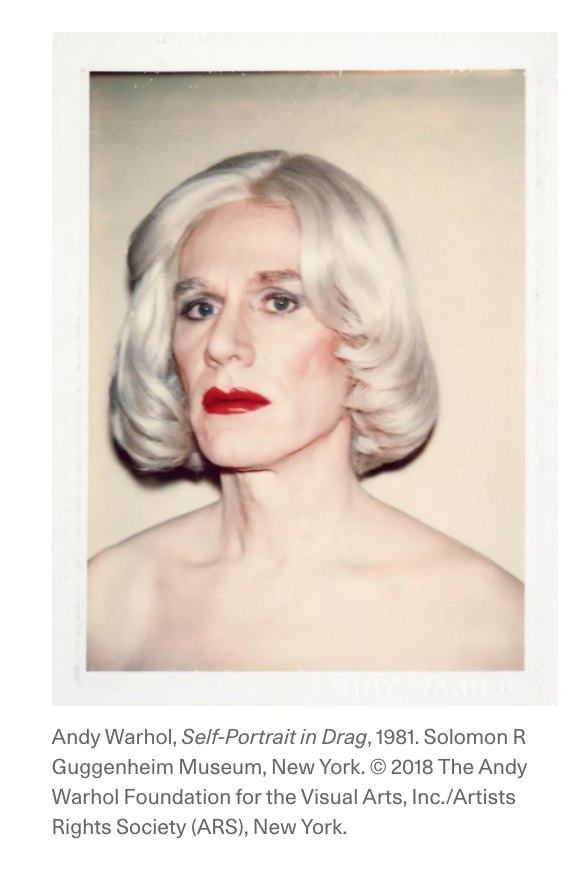 Andy Warhol, Self-Portrait in Drag, 1981. Solomon R
Guggenheim Museum, New York. © 2018 The Andy
Warhol Foundation for the Visual Arts, Inc./Artists
Rights Society (ARS), New York.